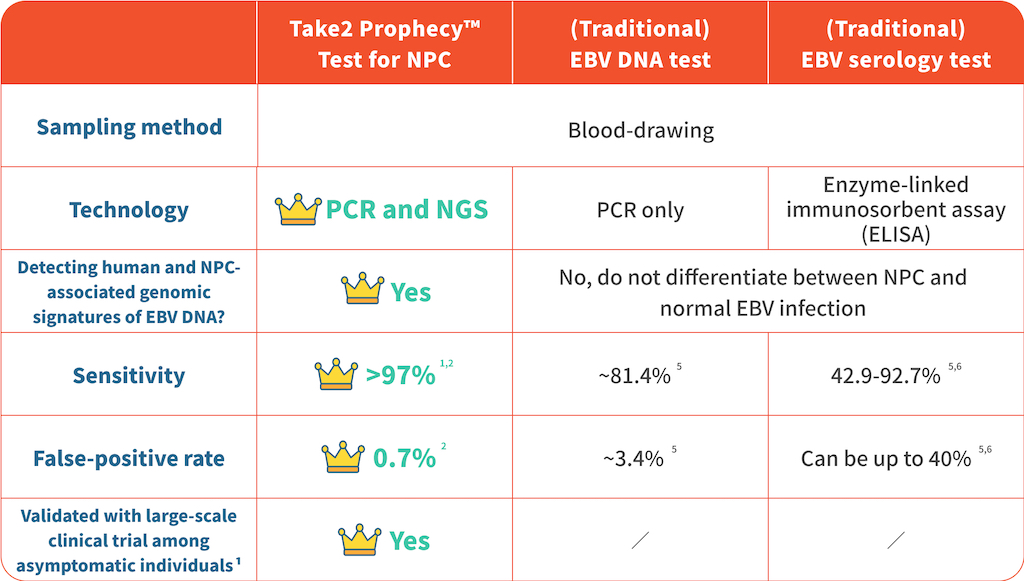 Take2 Prophecy™
Test for NPC
(Traditional)
EBV DNA test
(Traditional)
EBV serology test
Sampling method
Blood-drawing
Technology
PCR and NGS
PCR only
Enzyme-linked
immunosorbent assay
(ELISA)
Detecting human and NPC-
associated genomic
signatures of EBV DNA?
Yes
No, do not differentiate between NPC and
normal EBV infection
Sensitivity
>97% 1,2
~81.4% 5
42.9-92.7% 5,6
False-positive rate
0.7% 2
~3.4% 5
Can be up to 40% 5,6
Validated with large-scale
clinical trial among
asymptomatic individuals¹
Yes
/
/